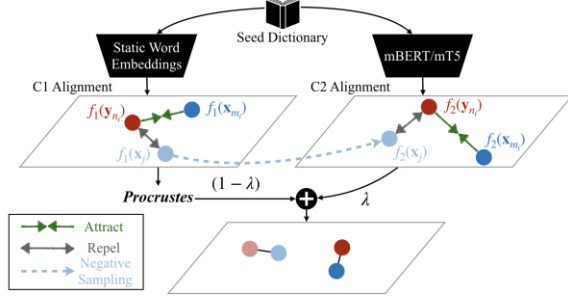 Seed Dictionary
Static Word
Embeddings
mBERT/mT5
C1 Alignment
C2 Alignment
f₁(yₙᵢ)
f₁(xₘᵢ)
f₁(xⱼ)
f₂(yₙᵢ)
f₂(xⱼ)
f₂(xₘᵢ)
Procrustes
(1 − λ)
+
λ
Attract
Repel
Negative
Sampling